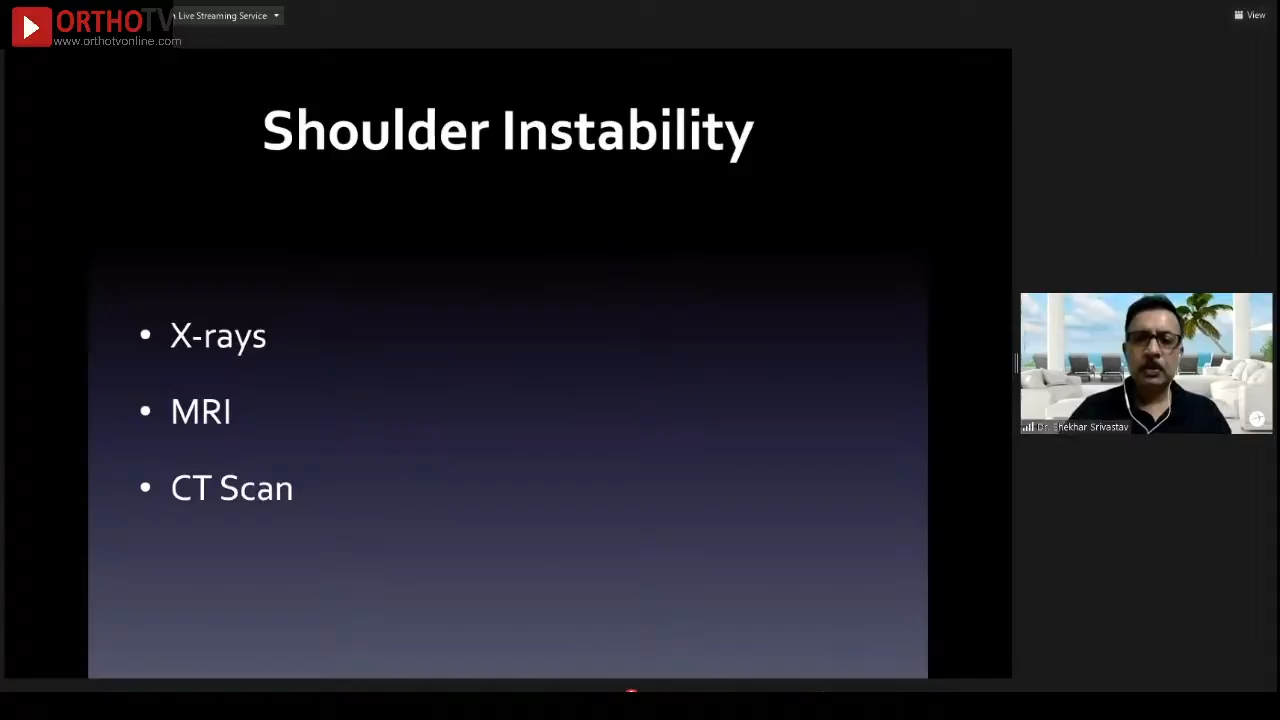 ORTHOTV
Live Streaming Service
View
www.orthotvonline.com
Shoulder Instability
• X-rays
• MRI
• CT Scan
Dr. Shekhar Srivastav